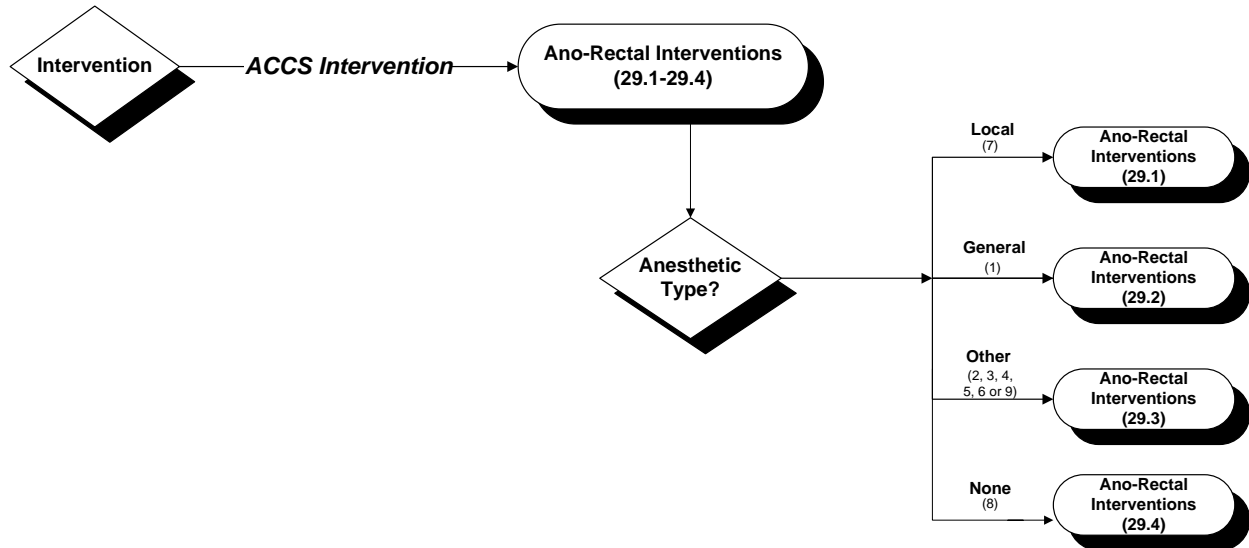 Intervention
ACCS Intervention
Ano-Rectal Interventions
(29.1-29.4)
Anesthetic
Type?
Local
(7)
Ano-Rectal
Interventions
(29.1)
General
(1)
Ano-Rectal
Interventions
(29.2)
Other
(2, 3, 4,
5, 6 or 9)
Ano-Rectal
Interventions
(29.3)
None
(8)
Ano-Rectal
Interventions
(29.4)